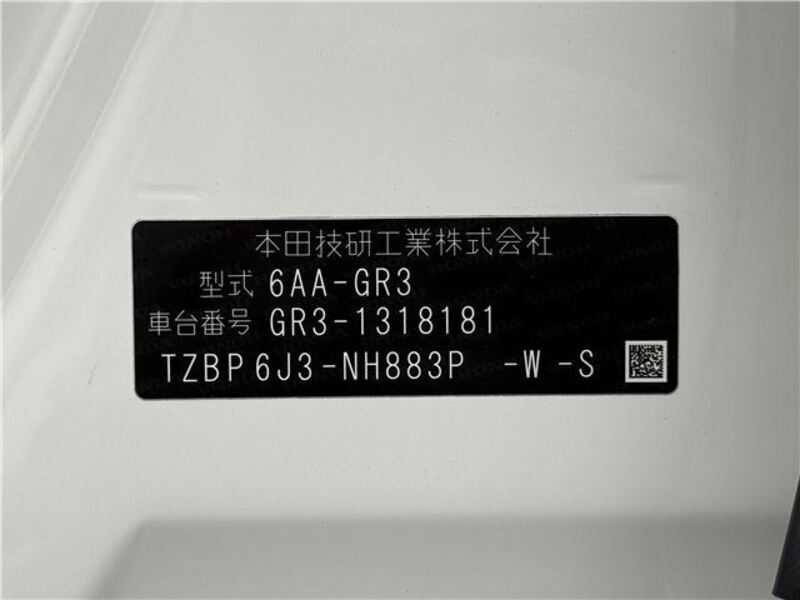 本田技研工業株式会社
型式 6AA-GR3
車台番号 GR3-1318181
TZBP6J3-NH883P -W-S